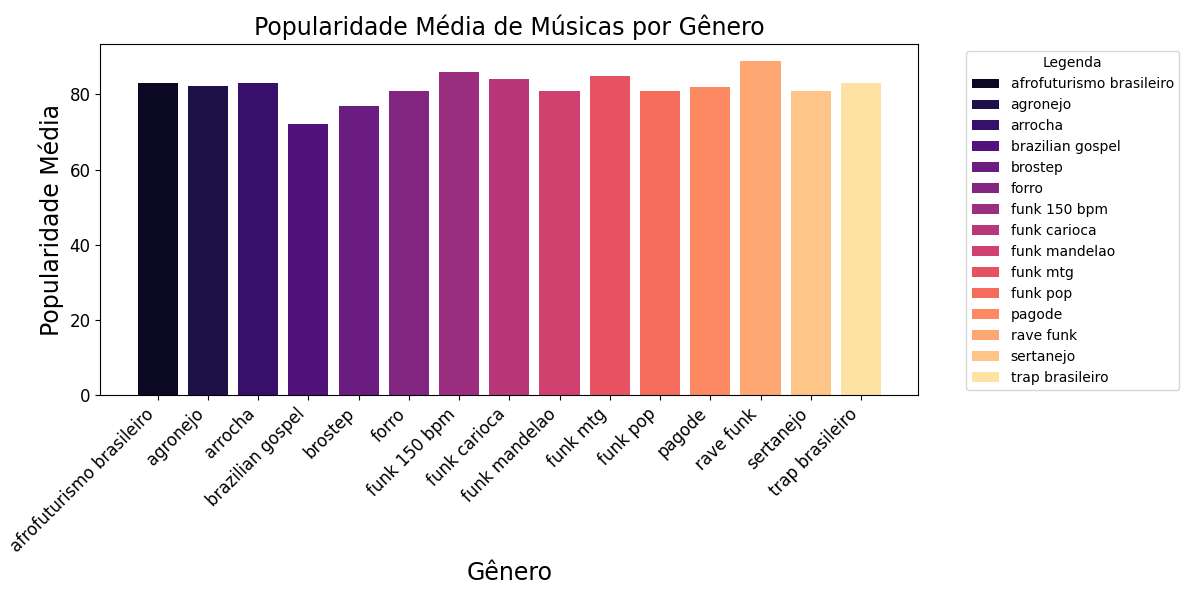 Popularidade Média de Músicas por Gênero
Popularidade Média
80
60
40
20
0
afrofuturismo brasileiro
agronejo
arrocha
brazilian gospel
brostep
forro
funk 150 bpm
funk carioca
funk mandelao
funk mtg
funk pop
pagode
rave funk
sertanejo
trap brasileiro
Gênero
Legenda
afrofuturismo brasileiro
agronejo
arrocha
brazilian gospel
brostep
forro
funk 150 bpm
funk carioca
funk mandelao
funk mtg
funk pop
pagode
rave funk
sertanejo
trap brasileiro